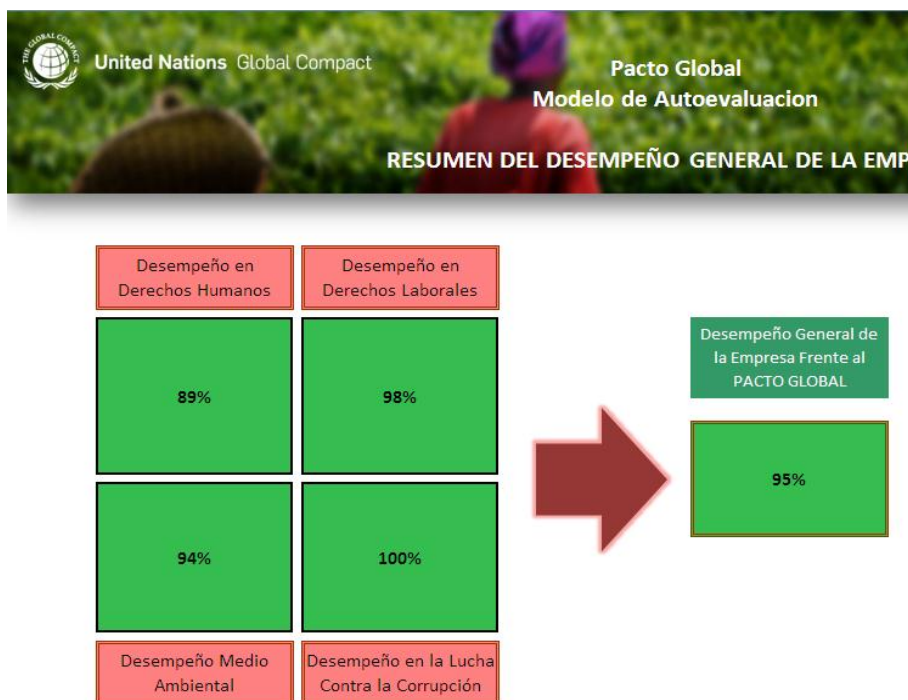 THE GLOBAL COMPACT
United Nations Global Compact
Pacto Global
Modelo de Autoevaluacion
RESUMEN DEL DESEMPEÑO GENERAL DE LA EMP
Desempeño en
Derechos Humanos
Desempeño en
Derechos Laborales
89%
98%
94%
100%
Desempeño Medio
Ambiental
Desempeño en la Lucha
Contra la Corrupción
Desempeño General de
la Empresa Frente al
PACTO GLOBAL
95%